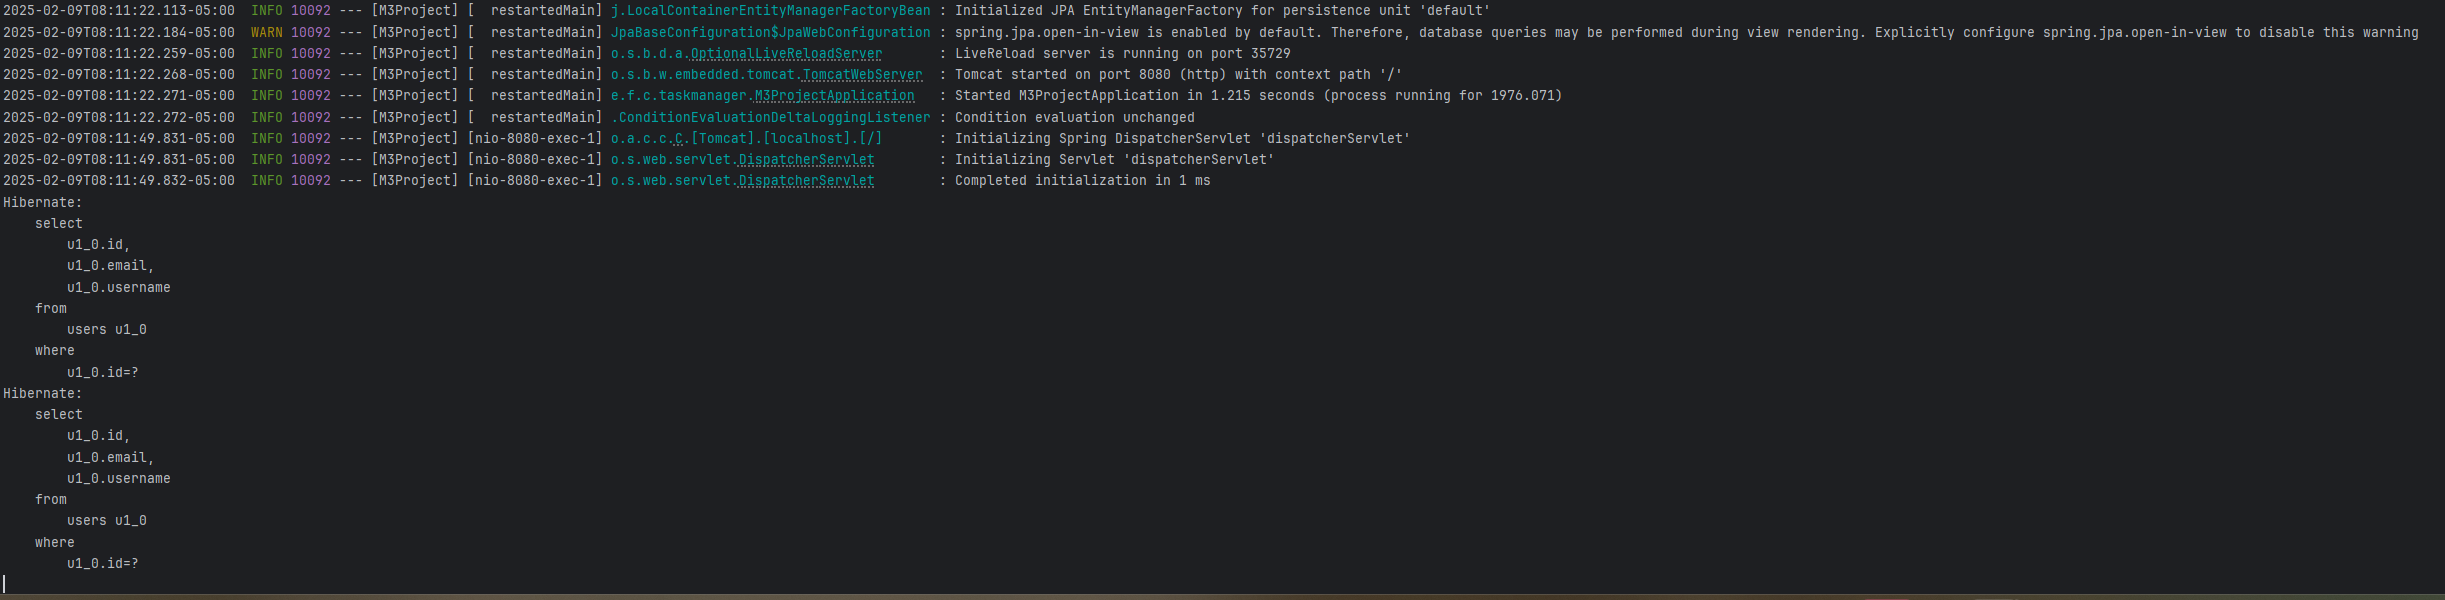 2025-02-09T08:11:22.113-05:00  INFO 10092 --- [M3Project] [  restartedMain] j.LocalContainerEntityManagerFactoryBean : Initialized JPA EntityManagerFactory for persistence unit 'default'
2025-02-09T08:11:22.184-05:00  WARN 10092 --- [M3Project] [  restartedMain] JpaBaseConfiguration$JpaWebConfiguration : spring.jpa.open-in-view is enabled by default. Therefore, database queries may be performed during view rendering. Explicitly configure spring.jpa.open-in-view to disable this warning
2025-02-09T08:11:22.259-05:00  INFO 10092 --- [M3Project] [  restartedMain] o.s.b.d.a.OptionalLiveReloadServer       : LiveReload server is running on port 35729
2025-02-09T08:11:22.268-05:00  INFO 10092 --- [M3Project] [  restartedMain] o.s.b.w.embedded.tomcat.TomcatWebServer  : Tomcat started on port 8080 (http) with context path '/'
2025-02-09T08:11:22.271-05:00  INFO 10092 --- [M3Project] [  restartedMain] e.f.c.taskmanager.M3ProjectApplication   : Started M3ProjectApplication in 1.215 seconds (process running for 1976.071)
2025-02-09T08:11:22.272-05:00  INFO 10092 --- [M3Project] [  restartedMain] .ConditionEvaluationDeltaLoggingListener : Condition evaluation unchanged
2025-02-09T08:11:49.831-05:00  INFO 10092 --- [M3Project] [nio-8080-exec-1] o.a.c.c.C.[Tomcat].[localhost].[/]       : Initializing Spring DispatcherServlet 'dispatcherServlet'
2025-02-09T08:11:49.831-05:00  INFO 10092 --- [M3Project] [nio-8080-exec-1] o.s.web.servlet.DispatcherServlet        : Initializing Servlet 'dispatcherServlet'
2025-02-09T08:11:49.832-05:00  INFO 10092 --- [M3Project] [nio-8080-exec-1] o.s.web.servlet.DispatcherServlet        : Completed initialization in 1 ms
Hibernate:
    select
        u1_0.id,
        u1_0.email,
        u1_0.username
    from
        users u1_0
    where
        u1_0.id=?
Hibernate:
    select
        u1_0.id,
        u1_0.email,
        u1_0.username
    from
        users u1_0
    where
        u1_0.id=?